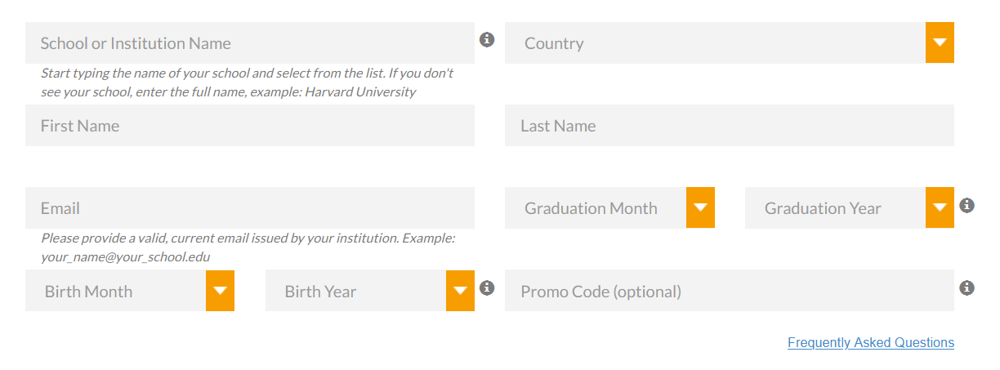 School or Institution Name
Country
Start typing the name of your school and select from the list. If you don't
see your school, enter the full name, example: Harvard University
First Name
Last Name
Email
Graduation Month
Graduation Year
Please provide a valid, current email issued by your institution. Example:
your_name@your_school.edu
Birth Month
Birth Year
Promo Code (optional)
Frequently Asked Questions